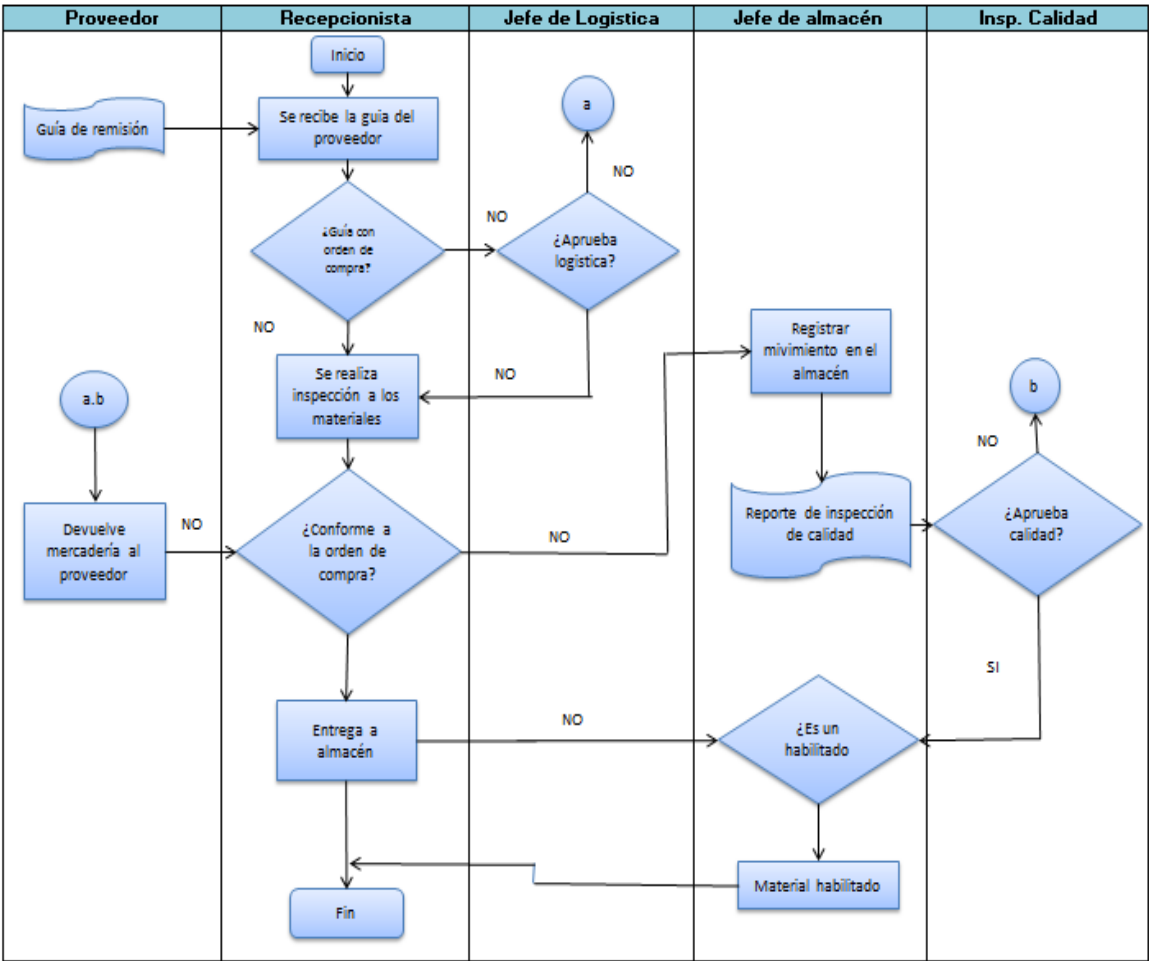 Proveedor
Recepcionista
Jefe de Logistica
Jefe de almacén
Insp. Calidad
Inicio
Guía de remisión
Se recibe la guia del
proveedor
a
NO
¿Guía con
orden de
compra?
NO
¿Aprueba
logistica?
NO
Se realiza
inspección a los
materiales
NO
Registrar
mivimiento en el
almacén
a.b
b
NO
Devuelve
mercadería al
proveedor
NO
¿Conforme a
la orden de
compra?
NO
Reporte de inspección
de calidad
¿Aprueba
calidad?
SI
Entrega a
almacén
NO
¿Es un
habilitado
Material habilitado
Fin